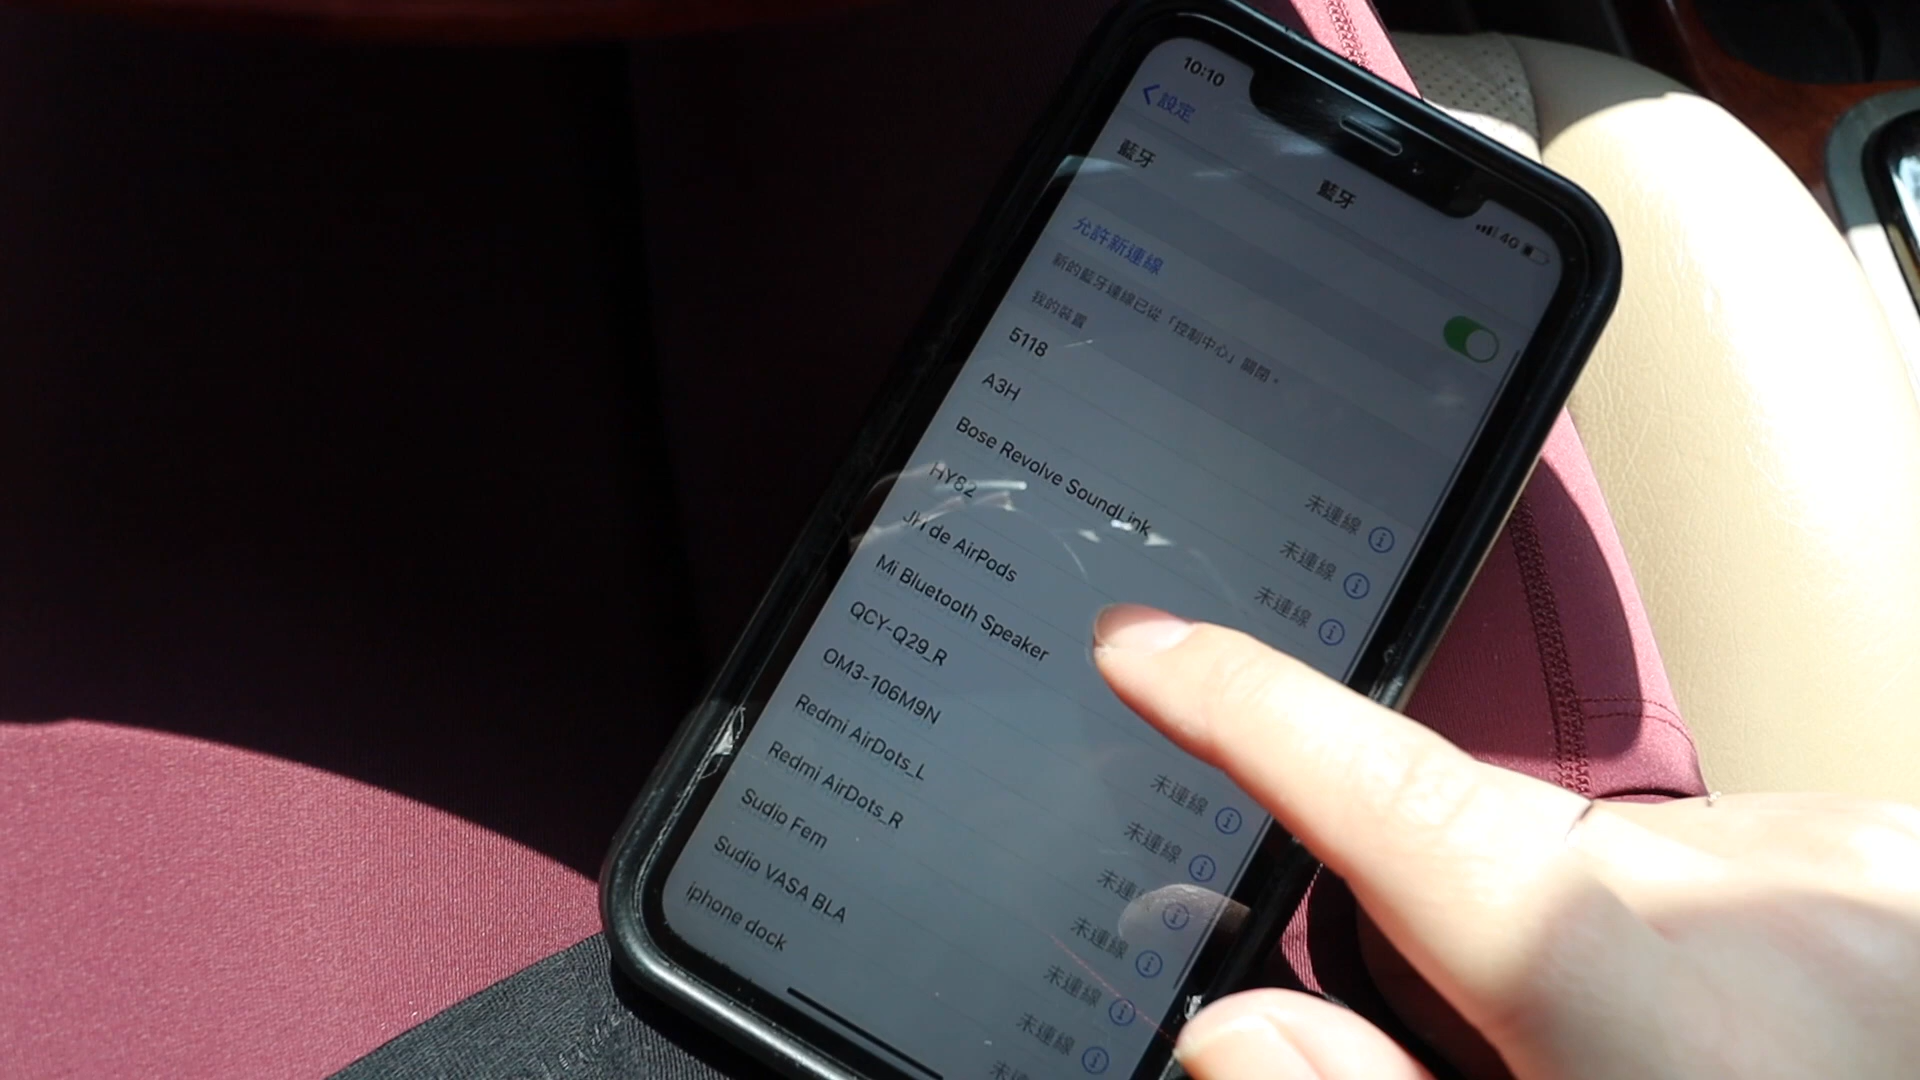 10:10
設定
藍牙
4G
藍牙
允許新連線
新的藍牙連線已從「控制中心」關閉。
我的裝置
5118 未連線
A3H 未連線
Bose Revolve SoundLink 未連線
HY82
JH de AirPods
Mi Bluetooth Speaker
QCY-Q29_R 未連線
OM3-106M9N 未連線
Redmi AirDots_L 未連
Redmi AirDots_R 未連線
Sudio Fem 未連線
Sudio VASA BLA 未連線
iphone dock